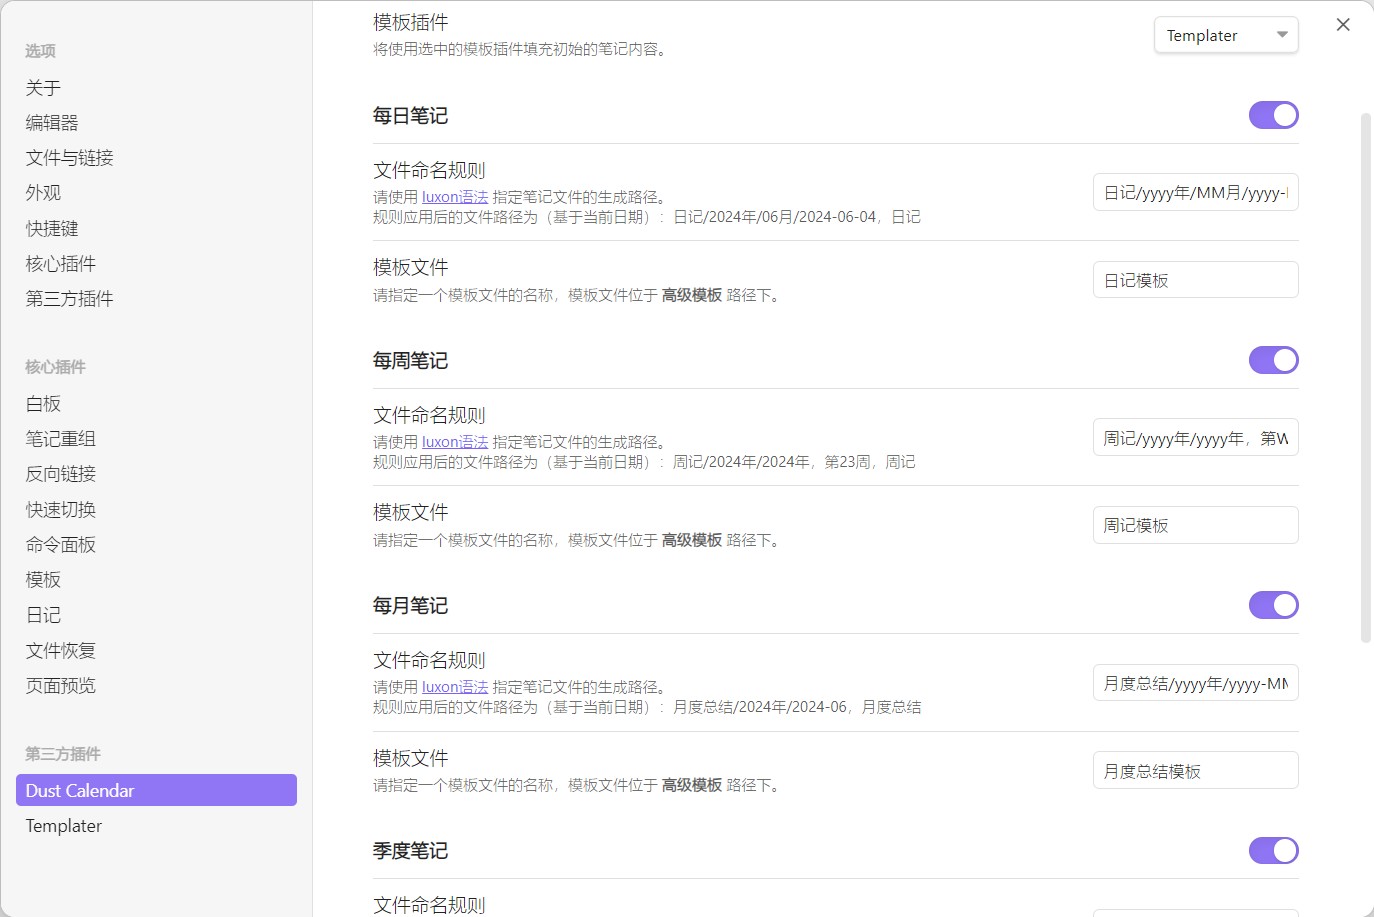 选项
关于
编辑器
文件与链接
外观
快捷键
核心插件
第三方插件
核心插件
白板
笔记重组
反向链接
快速切换
命令面板
模板
日记
文件恢复
页面预览
第三方插件
Dust Calendar
Templater
模板插件
将使用选中的模板插件填充初始的笔记内容。
Templater
每日笔记
文件命名规则
请使用 luxon语法 指定笔记文件的生成路径。
规则应用后的文件路径为（基于当前日期）：日记/2024年/06月/2024-06-04，日记
日记/yyyy年/MM月/yyyy-
模板文件
请指定一个模板文件的名称，模板文件位于 高级模板 路径下。
日记模板
每周笔记
文件命名规则
请使用 luxon语法 指定笔记文件的生成路径。
规则应用后的文件路径为（基于当前日期）：周记/2024年/2024年，第23周，周记
周记/yyyy年/yyyy年，第W
模板文件
请指定一个模板文件的名称，模板文件位于 高级模板 路径下。
周记模板
每月笔记
文件命名规则
请使用 luxon语法 指定笔记文件的生成路径。
规则应用后的文件路径为（基于当前日期）：月度总结/2024年/2024-06，月度总结
月度总结/yyyy年/yyyy-MM
模板文件
请指定一个模板文件的名称，模板文件位于 高级模板 路径下。
月度总结模板
季度笔记
文件命名规则